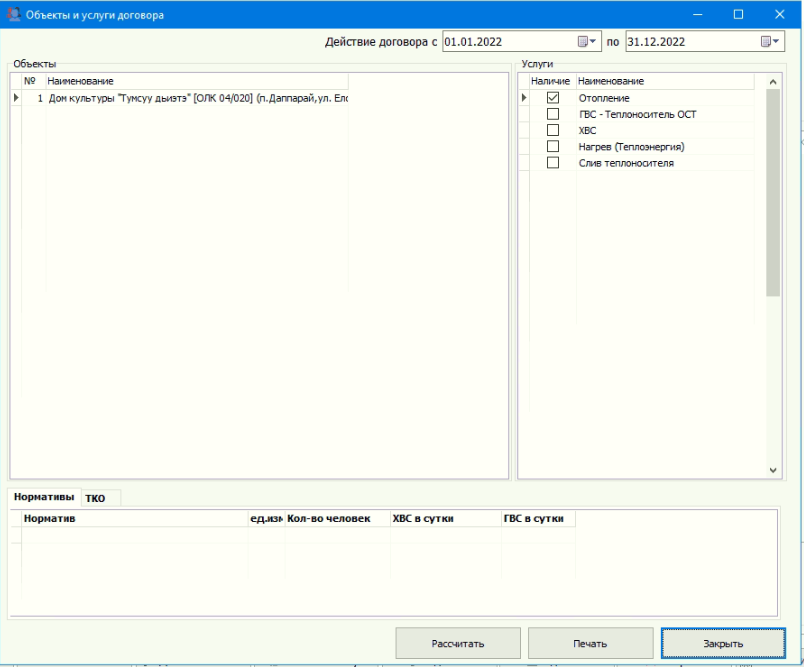 Объекты и услуги договора
Действие договора с 01.01.2022 по 31.12.2022
Объекты
№ Наименование
1 Дом культуры "Тумсуу дыиэтэ" [ОЛК 04/020] (п.Даппарай,ул. Ело
Услуги
Наличие Наименование
Отопление
ГВС - Теплоноситель ОСТ
ХВС
Нагрев (Теплоэнергия)
Слив теплоносителя
Нормативы ТКО
Норматив ед.изм Кол-во человек ХВС в сутки ГВС в сутки
Рассчитать Печать Закрыть